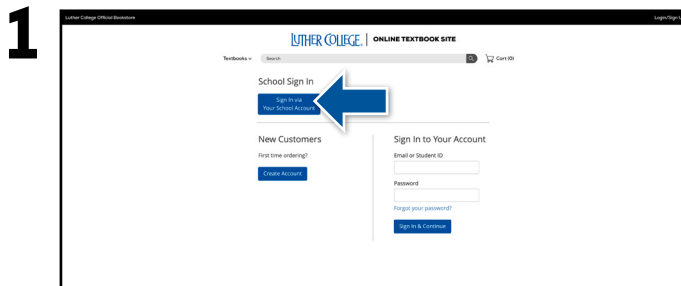 1
Luther College Official Bookstore
Login/Sign U
LUTHER COLLEGE. | ONLINE TEXTBOOK SITE
Textbooks
Search
Cart (0)
School Sign In
Sign In via
Your School Account
New Customers
First time ordering?
Create Account
Sign In to Your Account
Email or Student ID
Password
Forgot your password?
Sign In & Continue